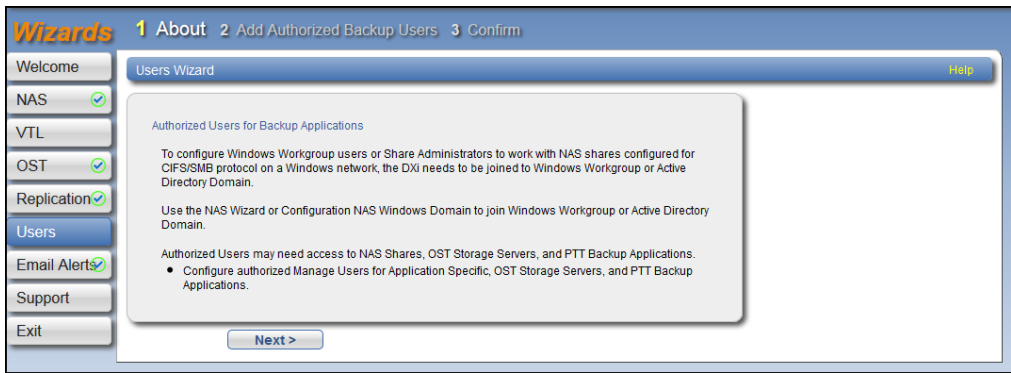 Wizards
1 About 2 Add Authorized Backup Users 3 Confirm
Welcome
NAS
VTL
OST
Replication
Users
Email Alerts
Support
Exit
Users Wizard
Help
Authorized Users for Backup Applications
To configure Windows Workgroup users or Share Administrators to work with NAS shares configured for
CIFS/SMB protocol on a Windows network, the DXi needs to be joined to Windows Workgroup or Active
Directory Domain.
Use the NAS Wizard or Configuration NAS Windows Domain to join Windows Workgroup or Active Directory
Domain.
Authorized Users may need access to NAS Shares, OST Storage Servers, and PTT Backup Applications.
• Configure authorized Manage Users for Application Specific, OST Storage Servers, and PTT Backup
Applications.
Next >